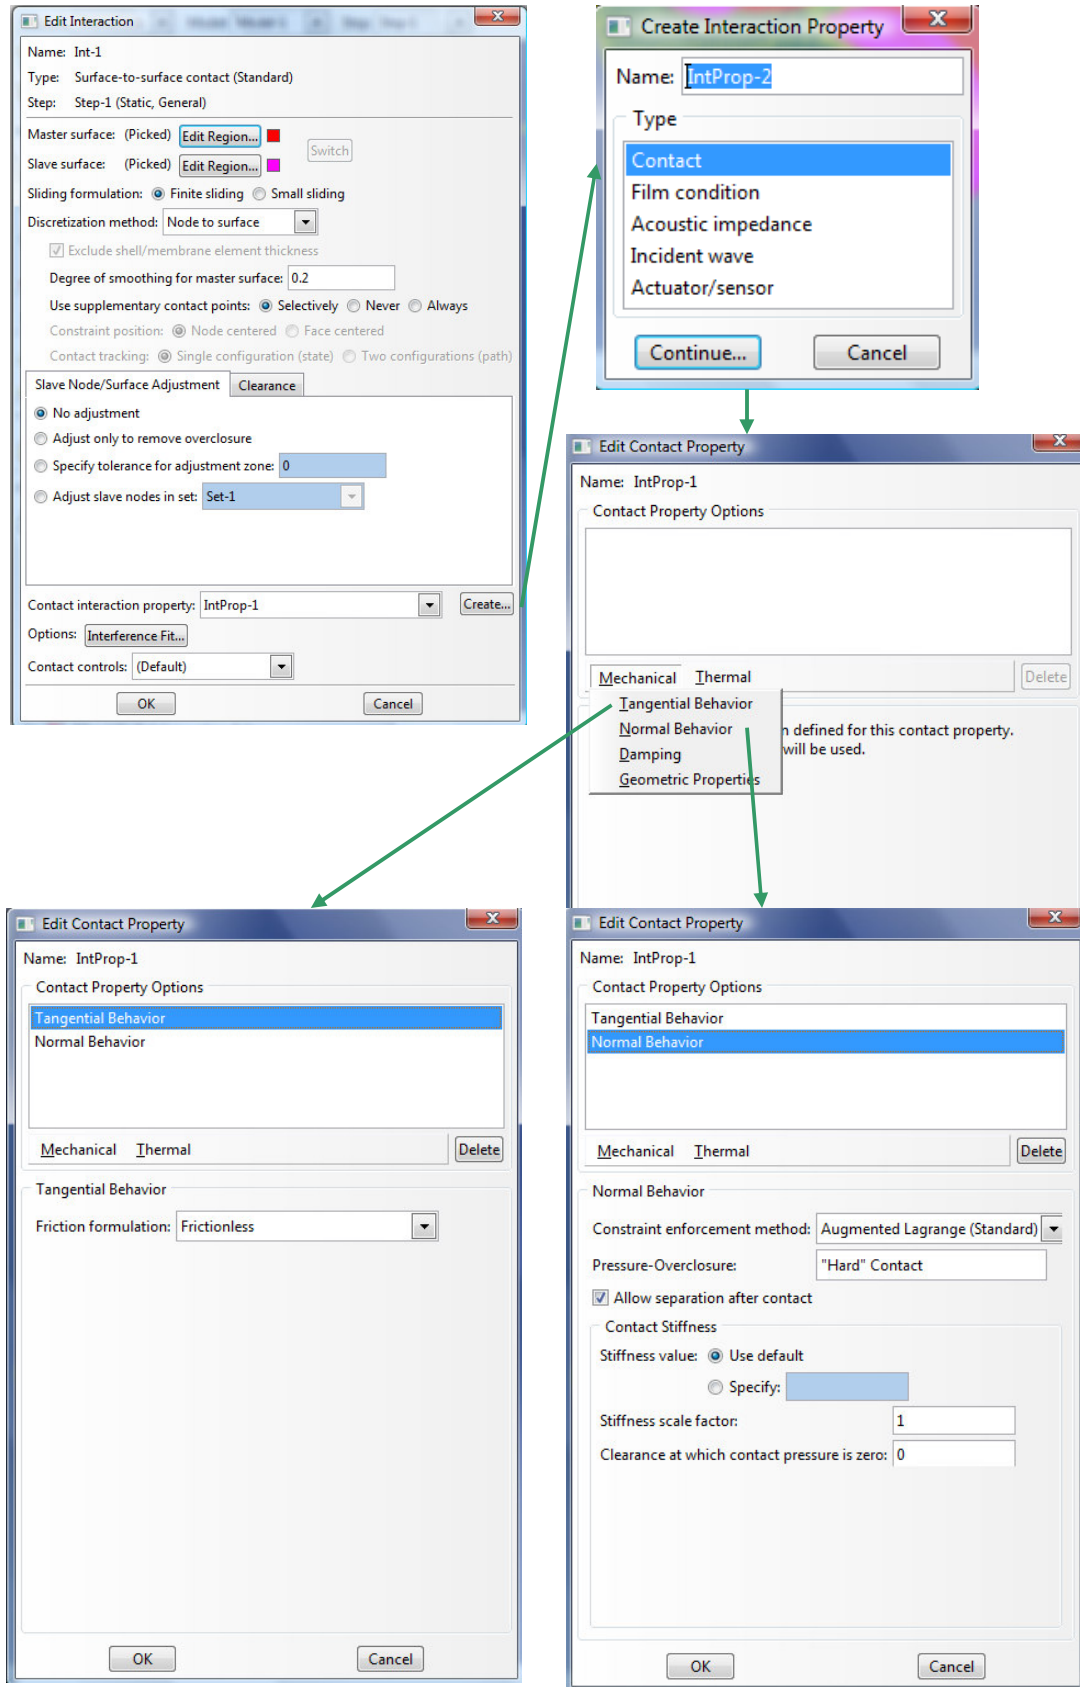 Edit Interaction
Name: Int-1
Type: Surface-to-surface contact (Standard)
Step: Step-1 (Static, General)
Master surface: (Picked) Edit Region...
Switch
Slave surface: (Picked) Edit Region...
Sliding formulation: Finite sliding Small sliding
Discretization method: Node to surface
Exclude shell/membrane element thickness
Degree of smoothing for master surface: 0.2
Use supplementary contact points: Selectively Never Always
Constraint position: Node centered Face centered
Contact tracking: Single configuration (state) Two configurations (path)
Slave Node/Surface Adjustment Clearance
No adjustment
Adjust only to remove overclosure
Specify tolerance for adjustment zone: 0
Adjust slave nodes in set: Set-1
Contact interaction property: IntProp-1 Create...
Options: Interference Fit...
Contact controls: (Default)
OK Cancel
Create Interaction Property
Name: IntProp-2
Type
Contact
Film condition
Acoustic impedance
Incident wave
Actuator/sensor
Continue... Cancel
Edit Contact Property
Name: IntProp-1
Contact Property Options
Mechanical Thermal Delete
Tangential Behavior
Normal Behavior
Damping
Geometric Properties
n defined for this contact property.
will be used.
Edit Contact Property
Name: IntProp-1
Contact Property Options
Tangential Behavior
Normal Behavior
Mechanical Thermal Delete
Tangential Behavior
Friction formulation: Frictionless
OK Cancel
Edit Contact Property
Name: IntProp-1
Contact Property Options
Tangential Behavior
Normal Behavior
Mechanical Thermal Delete
Normal Behavior
Constraint enforcement method: Augmented Lagrange (Standard)
Pressure-Overclosure: "Hard" Contact
Allow separation after contact
Contact Stiffness
Stiffness value: Use default
Specify:
Stiffness scale factor: 1
Clearance at which contact pressure is zero: 0
OK Cancel